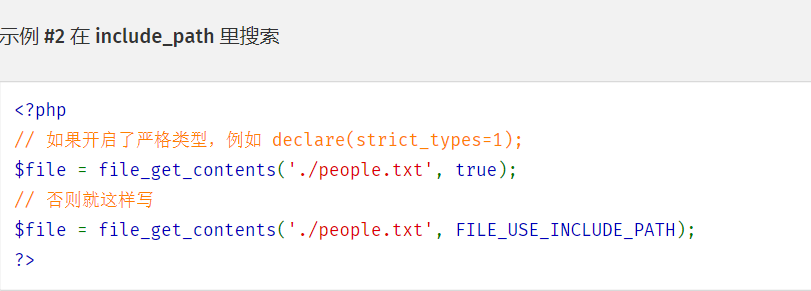 示例 #2 在 include_path 里搜索
<?php
// 如果开启了严格类型，例如 declare(strict_types=1);
$file = file_get_contents('./people.txt', true);
// 否则就这样写
$file = file_get_contents('./people.txt', FILE_USE_INCLUDE_PATH);
?>